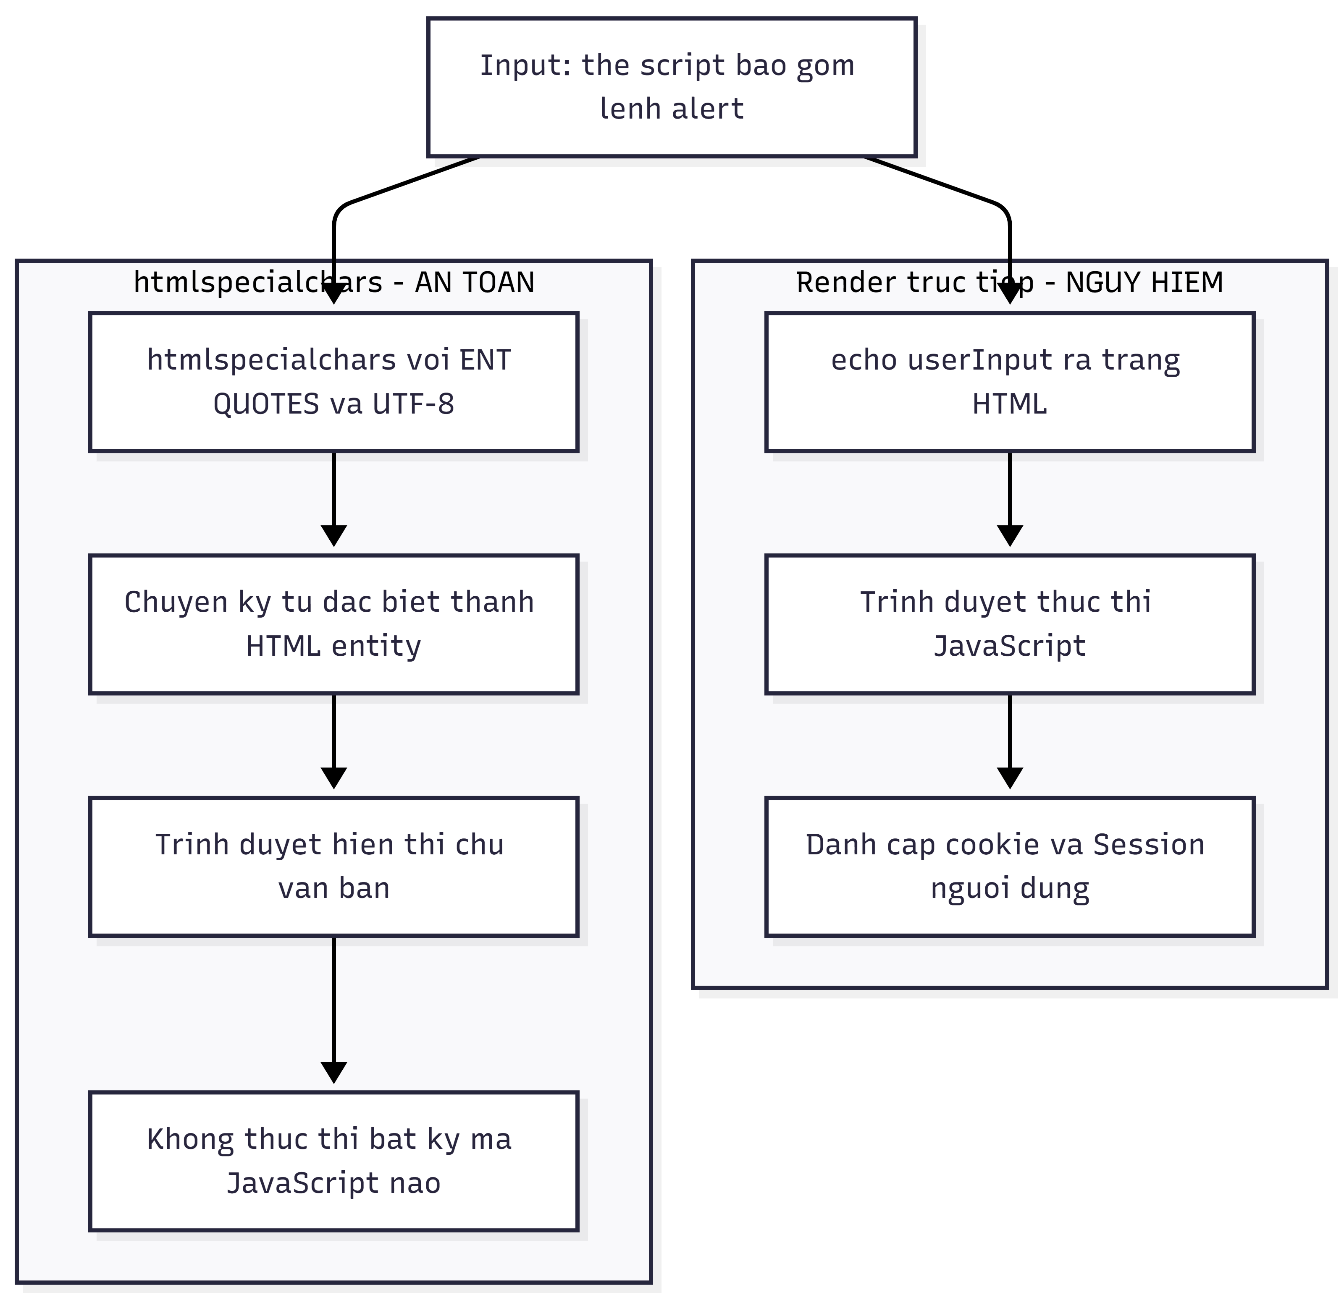 Input: the script bao gom
lenh alert
htmlspecialchars - AN TOAN
htmlspecialchars voi ENT
QUOTES va UTF-8
Chuyen ky tu dac biet thanh
HTML entity
Trinh duyet hien thi chu
van ban
Khong thuc thi bat ky ma
JavaScript nao
Render truc tiep - NGUY HIEM
echo userInput ra trang
HTML
Trinh duyet thuc thi
JavaScript
Danh cap cookie va Session
nguoi dung